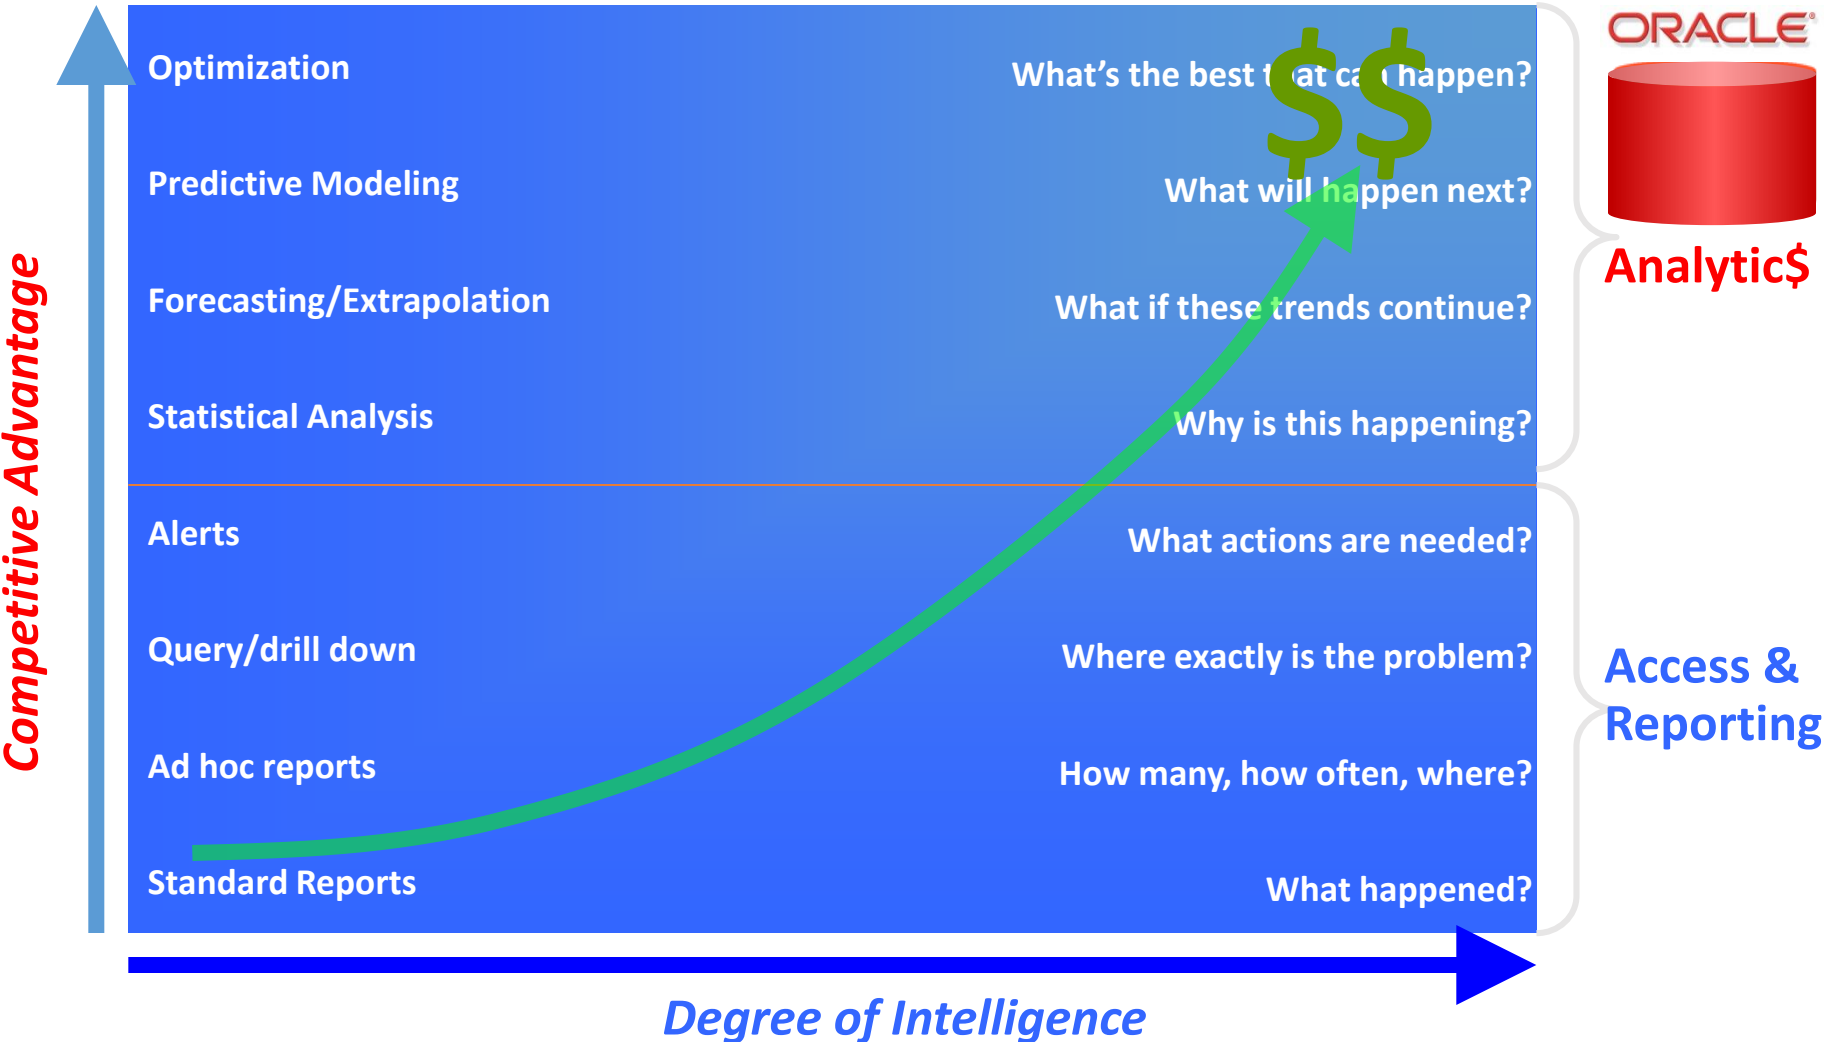 ORACLE®
Optimization
What's the best that can happen?
$$
Predictive Modeling
What will happen next?
Analytic$
Forecasting/Extrapolation
What if these trends continue?
Statistical Analysis
Why is this happening?
Competitive Advantage
Alerts
What actions are needed?
Query/drill down
Where exactly is the problem?
Access &
Reporting
Ad hoc reports
How many, how often, where?
Standard Reports
What happened?
Degree of Intelligence